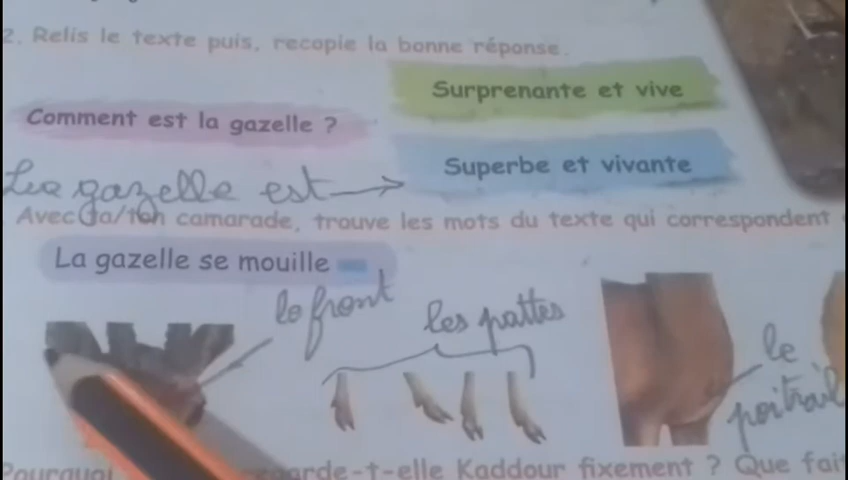 2. Relis le texte puis, recopie la bonne réponse.
Surprenante et vive
Comment est la gazelle ?
Superbe et vivante
La gazelle est
Avec ta/ton camarade, trouve les mots du texte qui correspondent
La gazelle se mouille
le front
les pattes
le
poitrail
Pourquoi regarde-t-elle Kaddour fixement ? Que fait